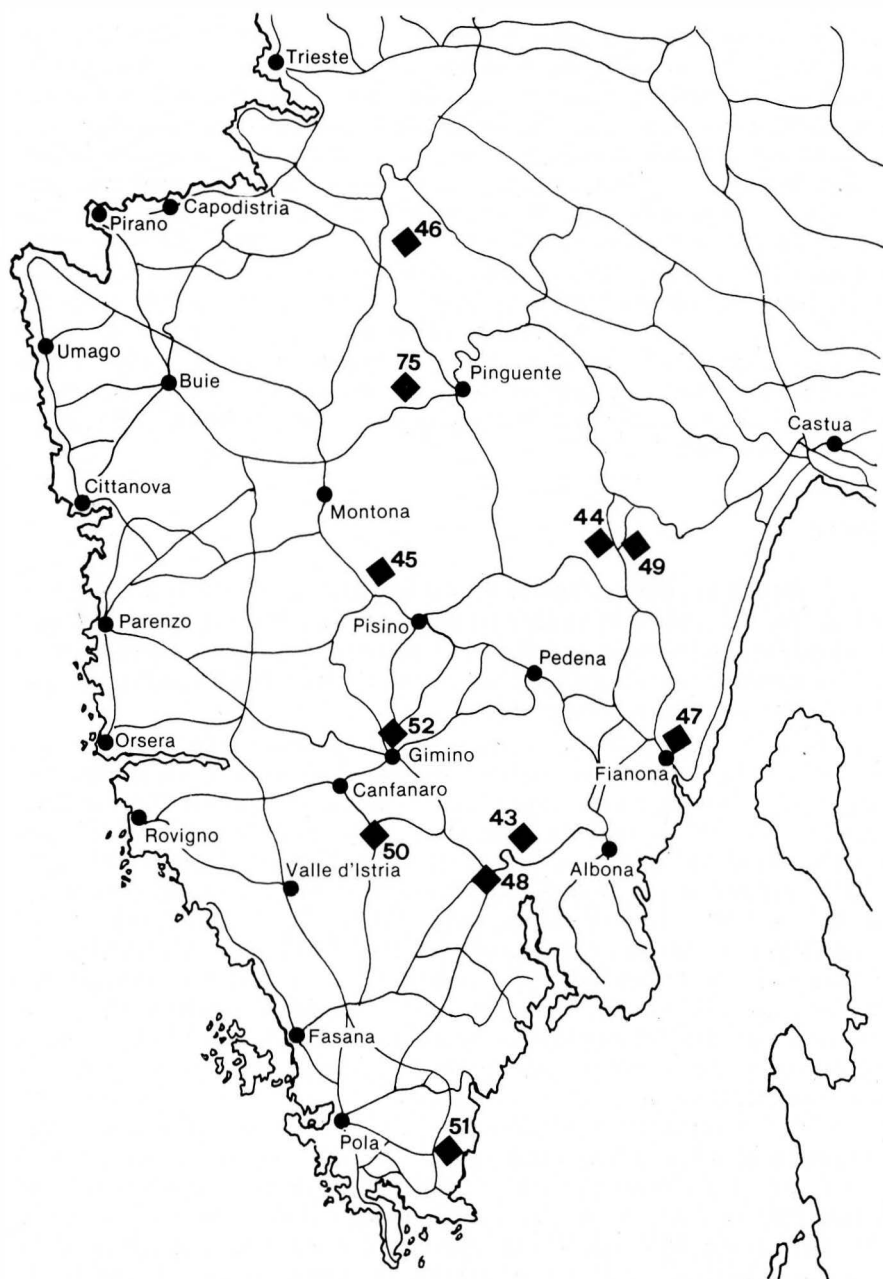 Trieste
Capodistria
Pirano
46
Umago
Buie
75
Pinguente
Castua
Cittanova
Montona
44
49
45
Parenzo
Pisino
Pedena
52
47
Orsera
Gimino
Fianona
Canfanaro
Rovigno
43
50
Albona
Valle d'Istria
48
Fasana
51
Pola